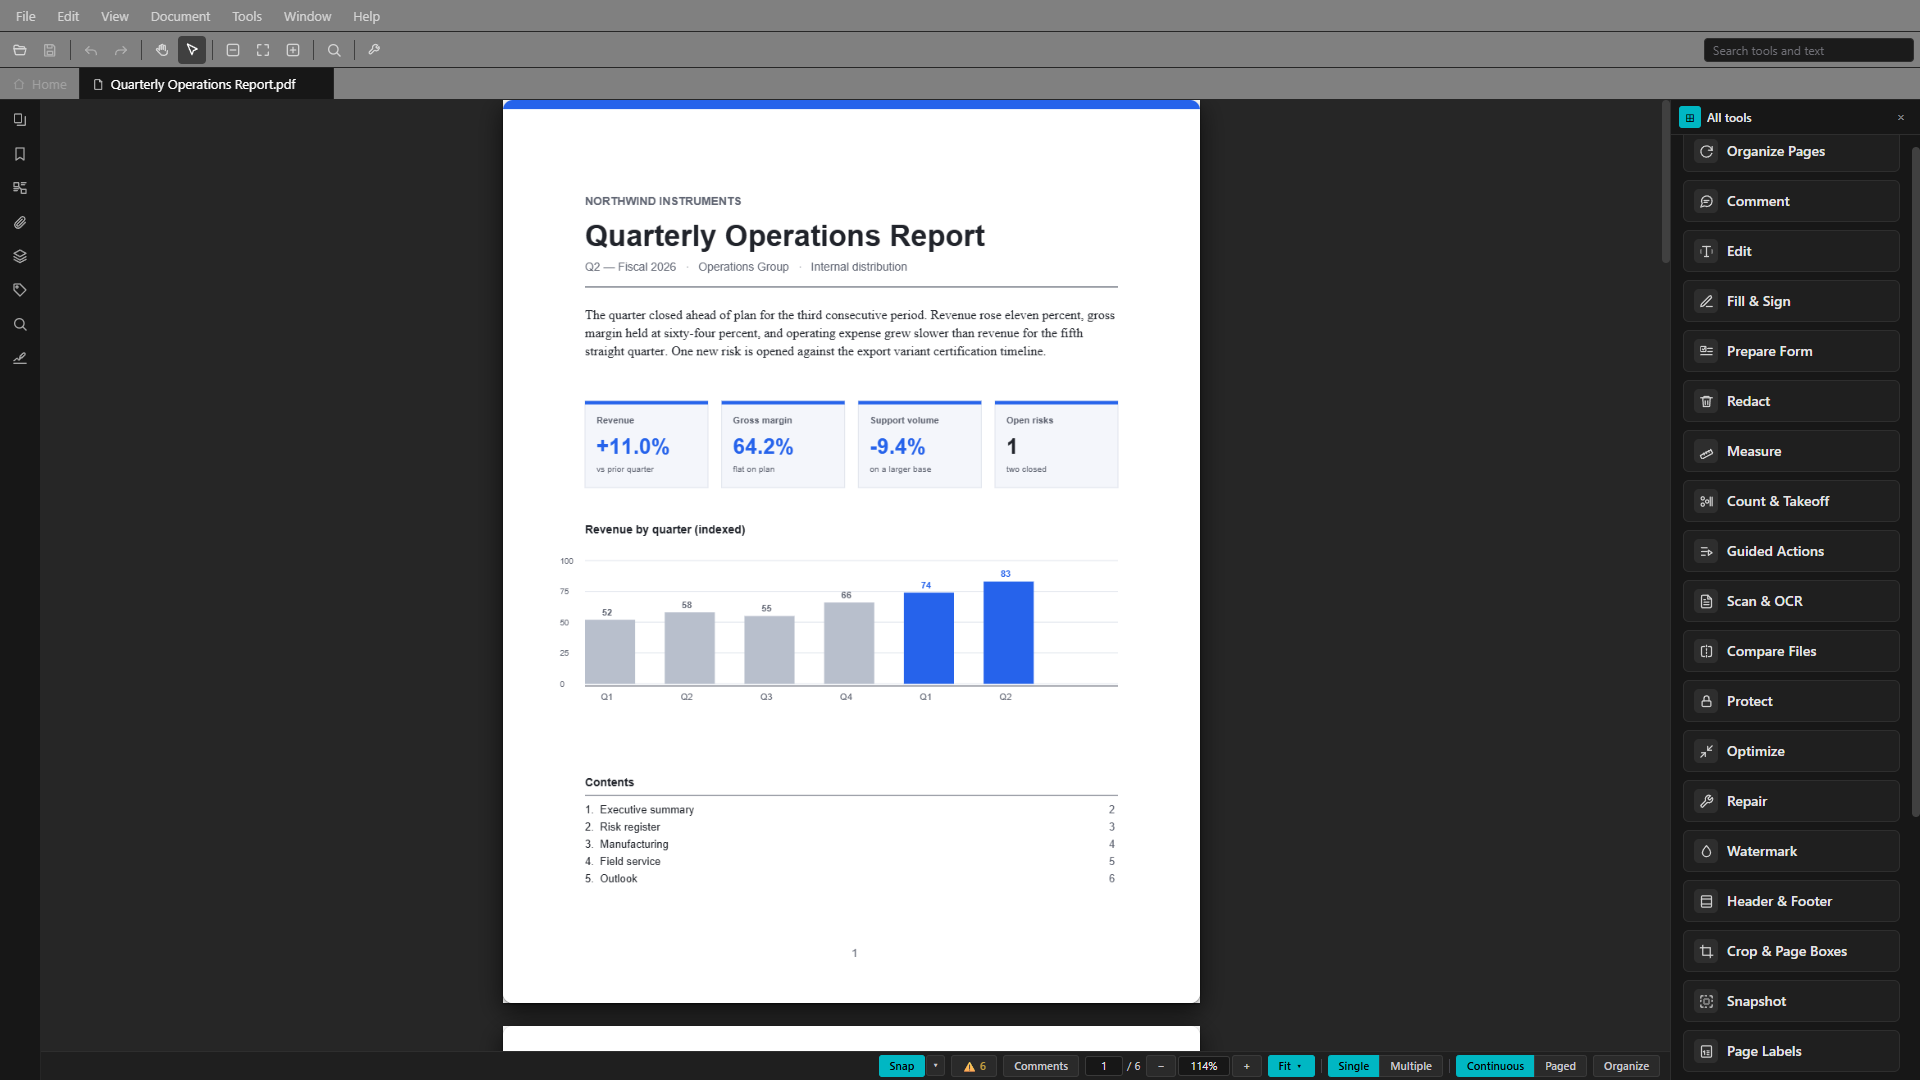 File Edit View Document Tools Window Help
Search tools and text
Home Quarterly Operations Report.pdf
All tools
Organize Pages
Comment
Edit
Fill & Sign
Prepare Form
Redact
Measure
Count & Takeoff
Guided Actions
Scan & OCR
Compare Files
Protect
Optimize
Repair
Watermark
Header & Footer
Crop & Page Boxes
Snapshot
Page Labels
NORTHWIND INSTRUMENTS
Quarterly Operations Report
Q2 — Fiscal 2026 · Operations Group · Internal distribution
The quarter closed ahead of plan for the third consecutive period. Revenue rose eleven percent, gross
margin held at sixty-four percent, and operating expense grew slower than revenue for the fifth
straight quarter. One new risk is opened against the export variant certification timeline.
Revenue Gross margin Support volume Open risks
+11.0% 64.2% -9.4% 1
vs prior quarter flat on plan on a larger base two closed
Revenue by quarter (indexed)
100
75
50
25
0
52 58 55 66 74 83
Q1 Q2 Q3 Q4 Q1 Q2
Contents
1. Executive summary 2
2. Risk register 3
3. Manufacturing 4
4. Field service 5
5. Outlook 6
1
Snap 6 Comments 1 / 6 − 114% + Fit Single Multiple Continuous Paged Organize